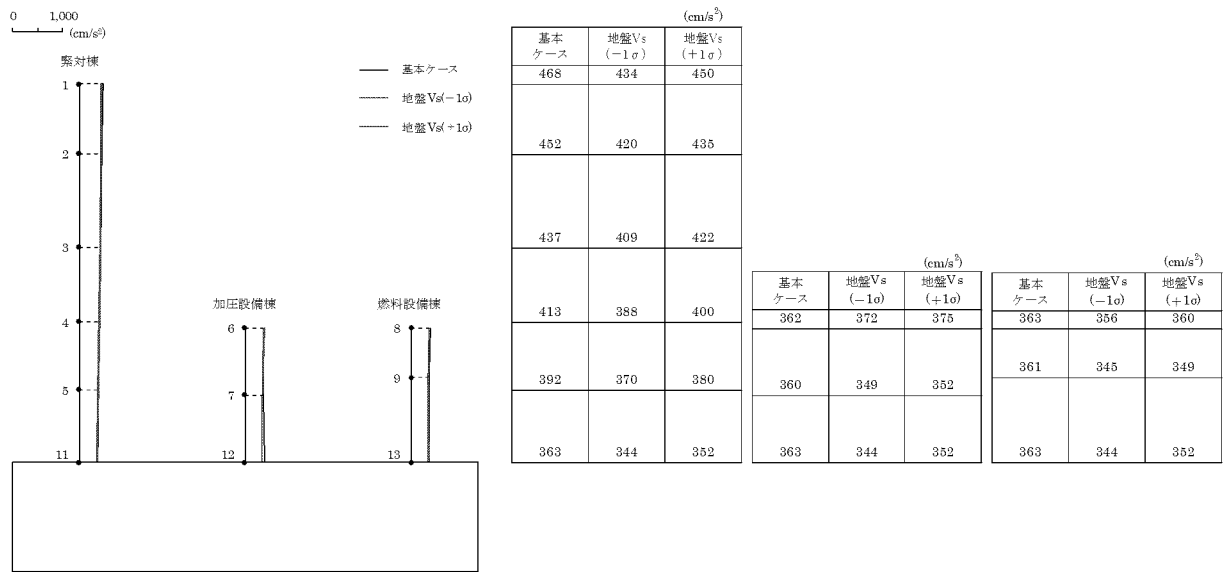 0 1,000
(cm/s²)
緊対棟
1
2
3
4
5
11
基本ケース
地盤Vs(－1σ)
地盤Vs(+1σ)
加圧設備棟
6
7
12
燃料設備棟
8
9
13
(cm/s²)
基本 地盤Vs 地盤Vs
ケース (－1σ) (＋1σ)
468 434 450
452 420 435
437 409 422
413 388 400
392 370 380
363 344 352
(cm/s²)
基本 地盤Vs 地盤Vs
ケース (－1σ) (＋1σ)
362 372 375
360 349 352
363 344 352
(cm/s²)
基本 地盤Vs 地盤Vs
ケース (－1σ) (＋1σ)
363 356 360
361 345 349
363 344 352